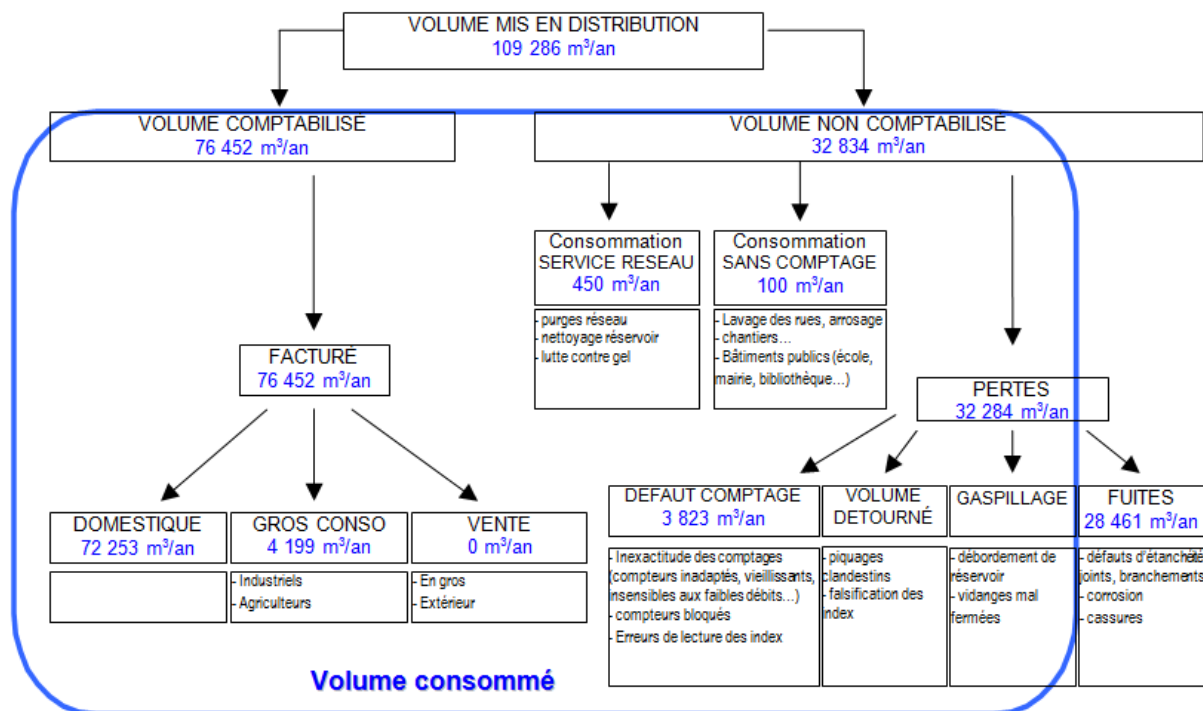 VOLUME MIS EN DISTRIBUTION
109 286 m³/an
VOLUME COMPTABILISÉ
76 452 m³/an
VOLUME NON COMPTABILISÉ
32 834 m³/an
Consommation
SERVICE RESEAU
450 m³/an
- purges réseau
- nettoyage réservoir
- lutte contre gel
Consommation
SANS COMPTAGE
100 m³/an
- Lavage des rues, arrosage
- chantiers…
- Bâtiments publics (école,
mairie, bibliothèque…)
FACTURÉ
76 452 m³/an
PERTES
32 284 m³/an
DOMESTIQUE
72 253 m³/an
GROS CONSO
4 199 m³/an
- Industriels
- Agriculteurs
VENTE
0 m³/an
- En gros
- Extérieur
DEFAUT COMPTAGE
3 823 m³/an
- Inexactitude des comptages
(compteurs inadaptés, vieillissants,
insensibles aux faibles débits…)
- compteurs bloqués
- Erreurs de lecture des index
VOLUME
DETOURNÉ
- piquages
clandestins
- falsification des
index
GASPILLAGE
- débordement de
réservoir
- vidanges mal
fermées
FUITES
28 461 m³/an
- défauts d'étanchéité
joints, branchements
- corrosion
- cassures
Volume consommé